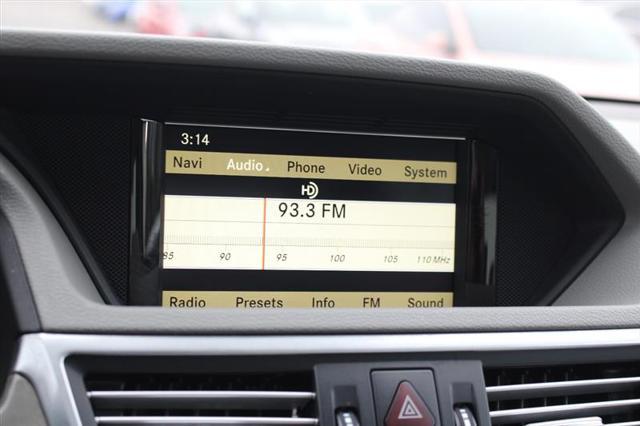 3:14
Navi Audio Phone Video System
HD
93.3 FM
85 90 95 100 105 110 MHz
Radio Presets Info FM Sound